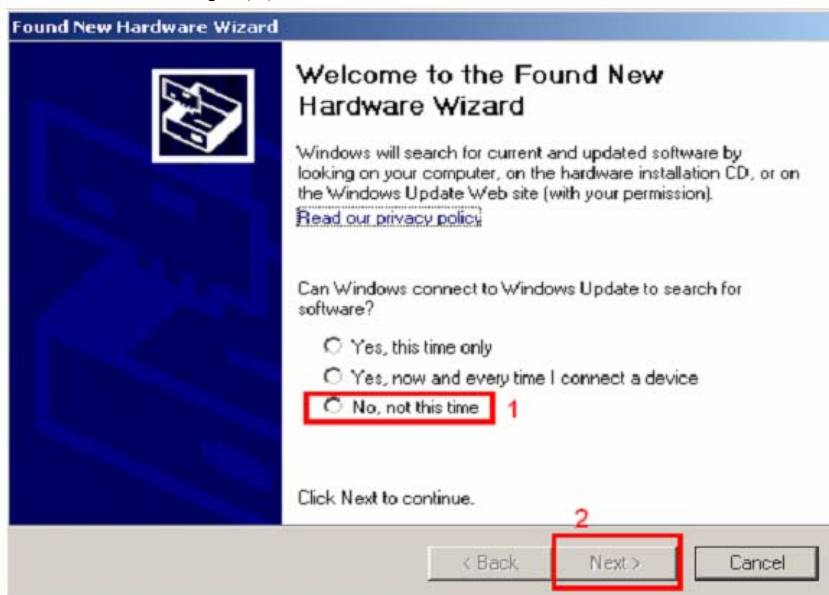 Found New Hardware Wizard
Welcome to the Found New
Hardware Wizard
Windows will search for current and updated software by
looking on your computer, on the hardware installation CD, or on
the Windows Update Web site (with your permission).
Read our privacy policy
Can Windows connect to Windows Update to search for
software?
Yes, this time only
Yes, now and every time I connect a device
No, not this time 1
Click Next to continue.
2
< Back Next > Cancel